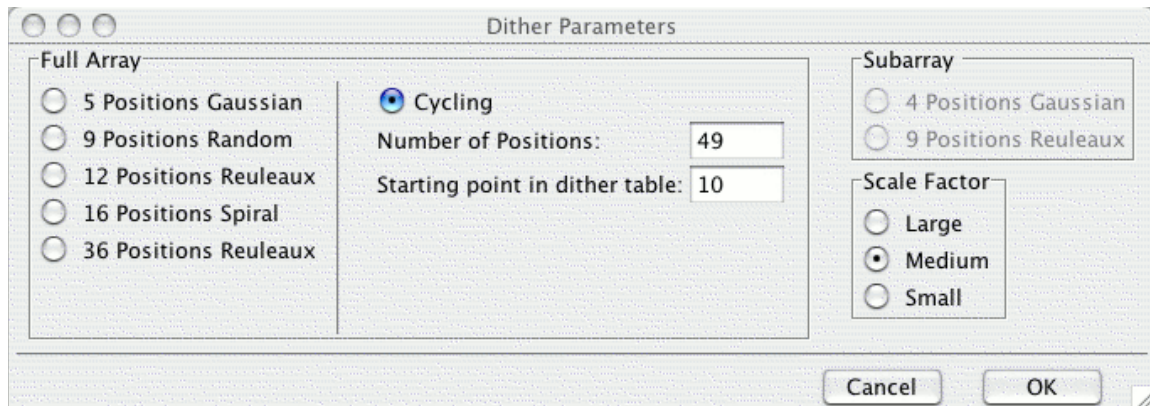 Dither Parameters
Full Array
5 Positions Gaussian
9 Positions Random
12 Positions Reuleaux
16 Positions Spiral
36 Positions Reuleaux
Cycling
Number of Positions: 49
Starting point in dither table: 10
Subarray
4 Positions Gaussian
9 Positions Reuleaux
Scale Factor
Large
Medium
Small
Cancel
OK